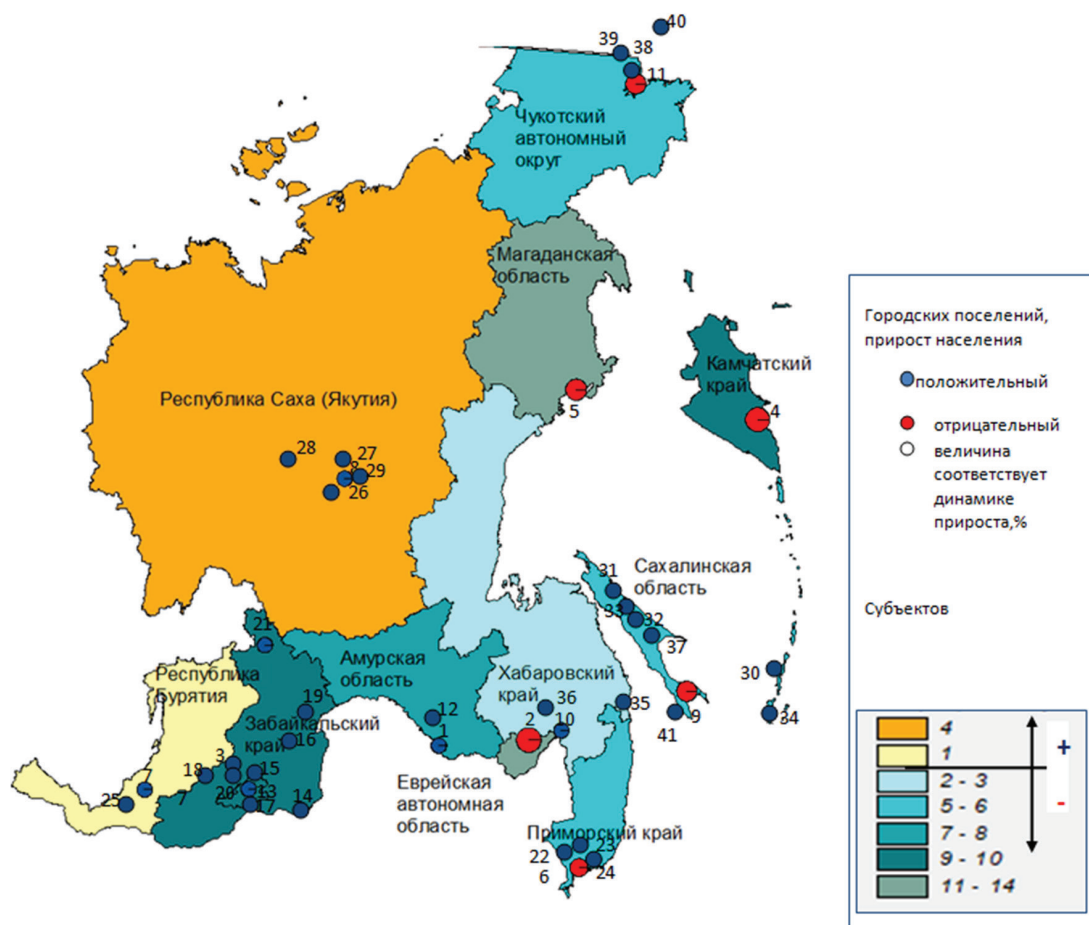 40
39
38
11
Чукотский
автономный
округ
Магаданская
область
5
Камчатский
край
4
Республика Саха (Якутия)
28
27
29
26
Сахалинская
область
31
33
32
37
30
34
9
41
35
21
Амурская
область
Хабаровский
край
36
2
10
12
1
Еврейская
автономная
область
Республика
Бурятия
Забайкальский
край
19
16
3
18
15
7
20
13
25
7
17
14
Приморский край
22
23
6
24
Городских поселений,
прирост населения
положительный
отрицательный
величина
соответствует
динамике
прироста,%
Субъектов
4
1
2 - 3
5 - 6
7 - 8
9 - 10
11 - 14
+
-